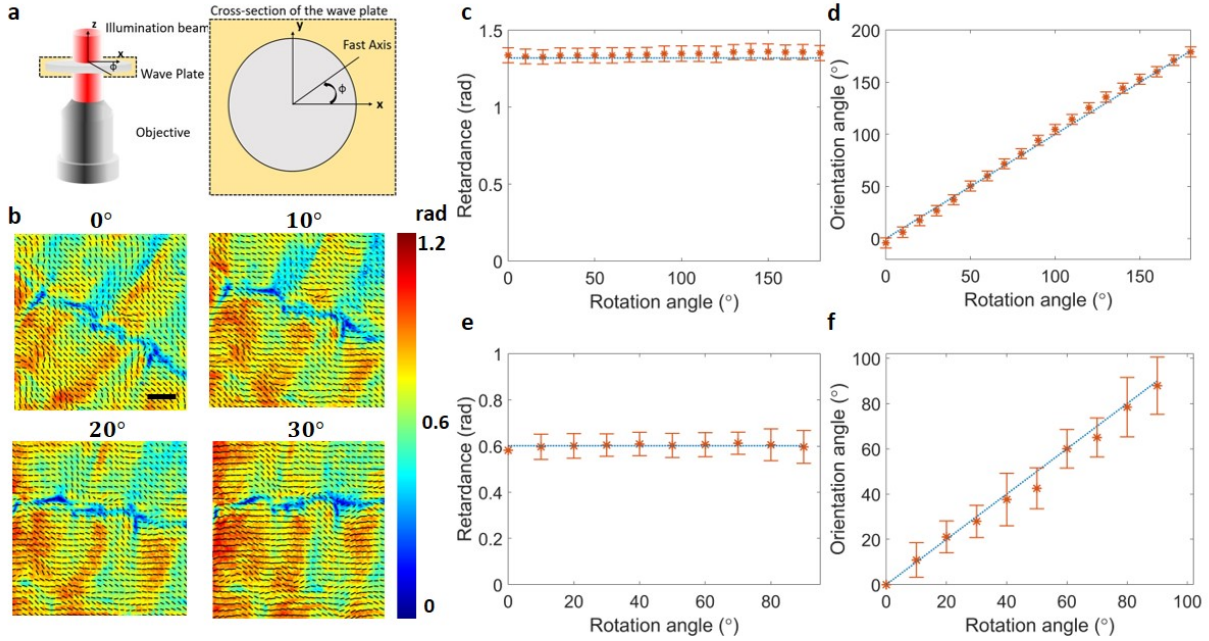 a
z
Illumination beam
x
ϕ
Wave Plate
Objective
Cross-section of the wave plate
y
Fast Axis
ϕ
x
b
0°
10°
20°
30°
rad
1.2
0.6
0
c
1.5
1
0.5
0
Retardance (rad)
0
50
100
150
Rotation angle (°)
d
200
150
100
50
0
Orientation angle (°)
0
50
100
150
Rotation angle (°)
e
1
0.8
0.6
0.4
0.2
0
Retardance (rad)
0
20
40
60
80
Rotation angle (°)
f
100
80
60
40
20
0
Orientation angle (°)
0
20
40
60
80
100
Rotation angle (°)